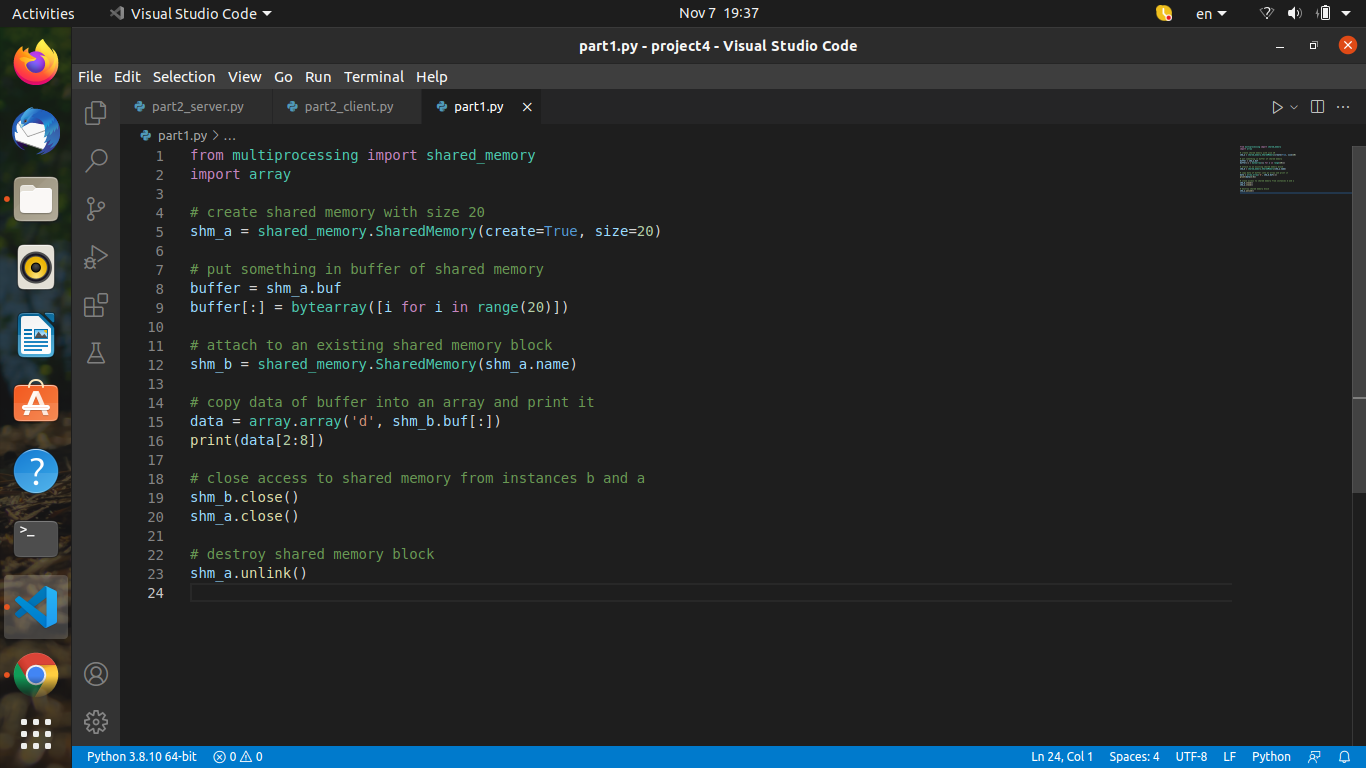 Activities Visual Studio Code Nov 7 19:37 en
part1.py - project4 - Visual Studio Code
File Edit Selection View Go Run Terminal Help
part2_server.py part2_client.py part1.py
part1.py > ...
1 from multiprocessing import shared_memory
2 import array
3
4 # create shared memory with size 20
5 shm_a = shared_memory.SharedMemory(create=True, size=20)
6
7 # put something in buffer of shared memory
8 buffer = shm_a.buf
9 buffer[:] = bytearray([i for i in range(20)])
10
11 # attach to an existing shared memory block
12 shm_b = shared_memory.SharedMemory(shm_a.name)
13
14 # copy data of buffer into an array and print it
15 data = array.array('d', shm_b.buf[:])
16 print(data[2:8])
17
18 # close access to shared memory from instances b and a
19 shm_b.close()
20 shm_a.close()
21
22 # destroy shared memory block
23 shm_a.unlink()
24
Python 3.8.10 64-bit 0 0 Ln 24, Col 1 Spaces: 4 UTF-8 LF Python